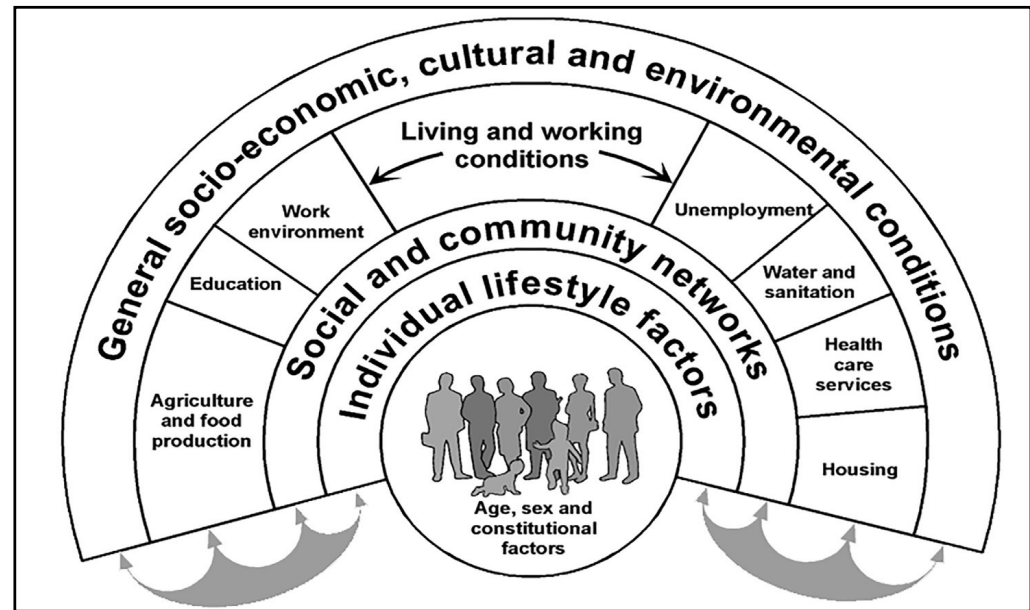 General socio-economic, cultural and environmental conditions
Living and working
conditions
Work
environment
Education
Agriculture
and food
production
Unemployment
Water and
sanitation
Health
care
services
Housing
Social and community networks
Individual lifestyle factors
Age, sex and
constitutional
factors